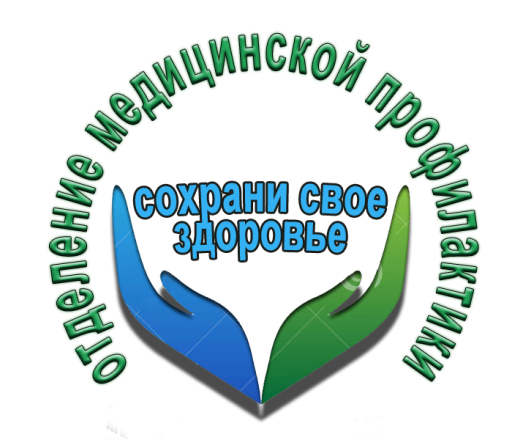 отделение медицинской профилактики
сохрани свое
здоровье